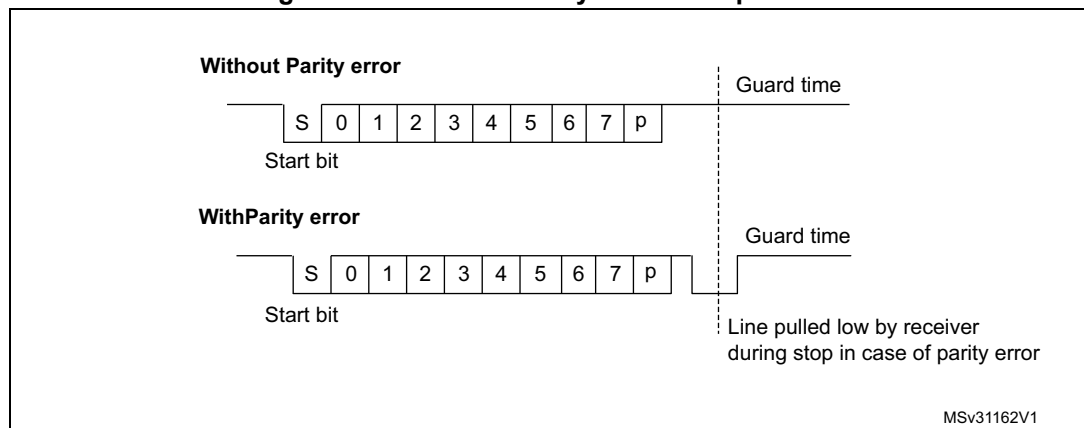 Without Parity error
Guard time
S 0 1 2 3 4 5 6 7 p
Start bit
WithParity error
Guard time
S 0 1 2 3 4 5 6 7 p
Start bit
Line pulled low by receiver
during stop in case of parity error
MSv31162V1